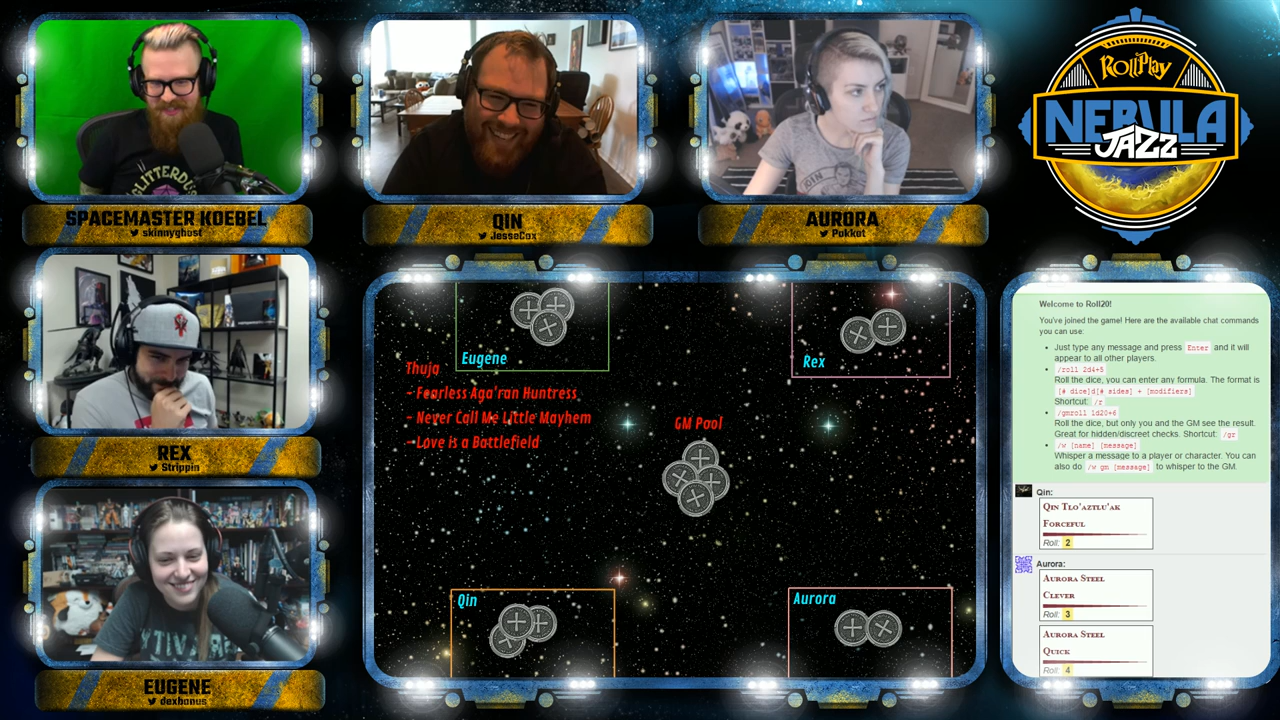 SPACEMASTER KOEBEL
skinnyghost
QIN
JesseCox
AURORA
Pokket
ROLLPLAY
NEBULA
JAZZ
REX
Strippin
EUGENE
dexbonus
Eugene
Rex
Thuja
- Fearless Aga'ran Huntress
- Never Call Me Little Mayhem
- Love is a Battlefield
GM Pool
Qin
Aurora
Welcome to Roll20!
You've joined the game! Here are the available chat commands
you can use:
• Just type any message and press Enter and it will
appear to all other players.
• /roll 2d4+5
Roll the dice, you can enter any formula. The format is
[# dice]d[# sides] + [modifiers]
Shortcut: /r
• /gmroll 1d20+6
Roll the dice, but only you and the GM see the result.
Great for hidden/discreet checks. Shortcut: /gr
• /w [name] [message]
Whisper a message to a player or character. You can
also do /w gm [message] to whisper to the GM.
Qin:
QIN TLO'AZTLU'AK
FORCEFUL
Roll: 2
Aurora:
AURORA STEEL
CLEVER
Roll: 3
AURORA STEEL
QUICK
Roll: 4